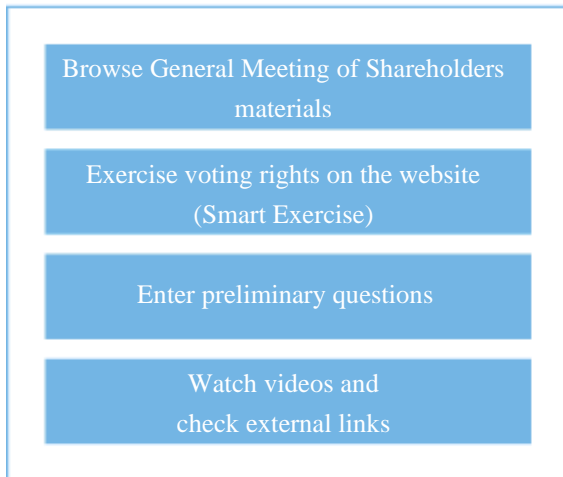 Browse General Meeting of Shareholders
materials
Exercise voting rights on the website
(Smart Exercise)
Enter preliminary questions
Watch videos and
check external links